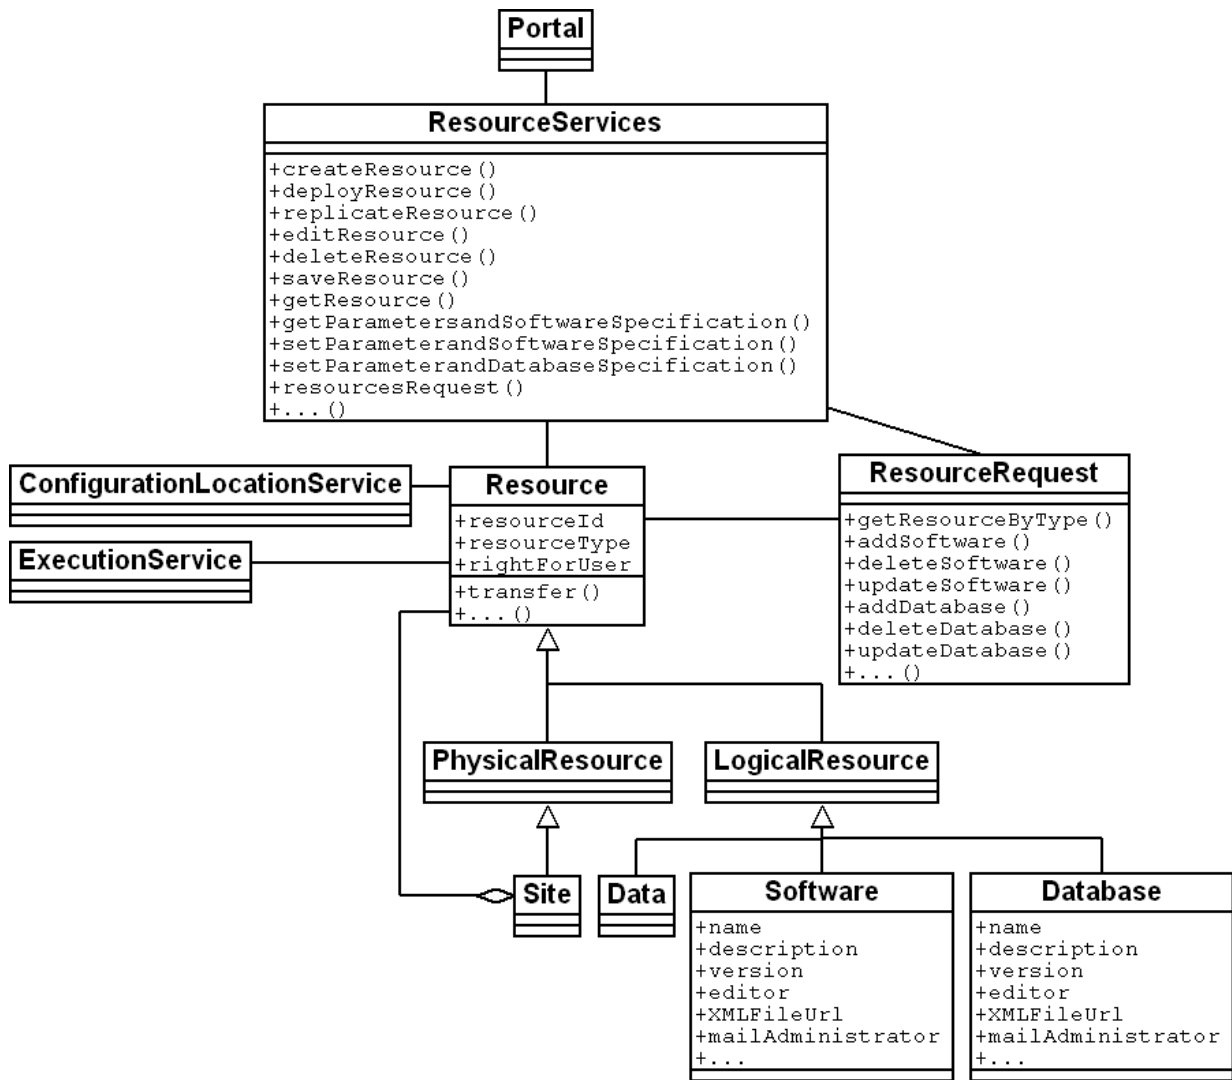 Portal
ResourceServices
+createResource()
+deployResource()
+replicateResource()
+editResource()
+deleteResource()
+saveResource()
+getResource()
+getParametersandSoftwareSpecification()
+setParameterandSoftwareSpecification()
+setParameterandDatabaseSpecification()
+resourcesRequest()
+...()
ConfigurationLocationService
ExecutionService
Resource
+resourceId
+resourceType
+rightForUser
+transfer()
+...()
ResourceRequest
+getResourceByType()
+addSoftware()
+deleteSoftware()
+updateSoftware()
+addDatabase()
+deleteDatabase()
+updateDatabase()
+...()
PhysicalResource
LogicalResource
Site
Data
Software
+name
+description
+version
+editor
+XMLFileUrl
+mailAdministrator
+...
Database
+name
+description
+version
+editor
+XMLFileUrl
+mailAdministrator
+...